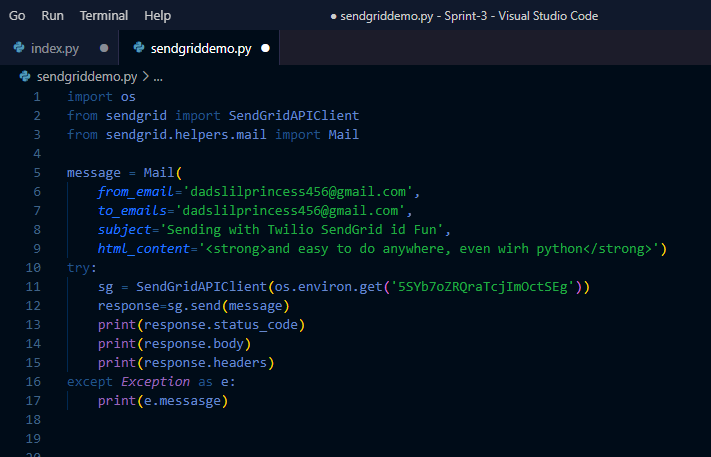 Go Run Terminal Help ● sendgriddemo.py - Sprint-3 - Visual Studio Code
index.py ● sendgriddemo.py ●
sendgriddemo.py > ...
1 import os
2 from sendgrid import SendGridAPIClient
3 from sendgrid.helpers.mail import Mail
4
5 message = Mail(
6     from_email='dadslilprincess456@gmail.com',
7     to_emails='dadslilprincess456@gmail.com',
8     subject='Sending with Twilio SendGrid id Fun',
9     html_content='<strong>and easy to do anywhere, even wirh python</strong>')
10 try:
11     sg = SendGridAPIClient(os.environ.get('5SYb7oZRQraTcjImOctSEg'))
12     response=sg.send(message)
13     print(response.status_code)
14     print(response.body)
15     print(response.headers)
16 except Exception as e:
17     print(e.messasge)
18
19
20